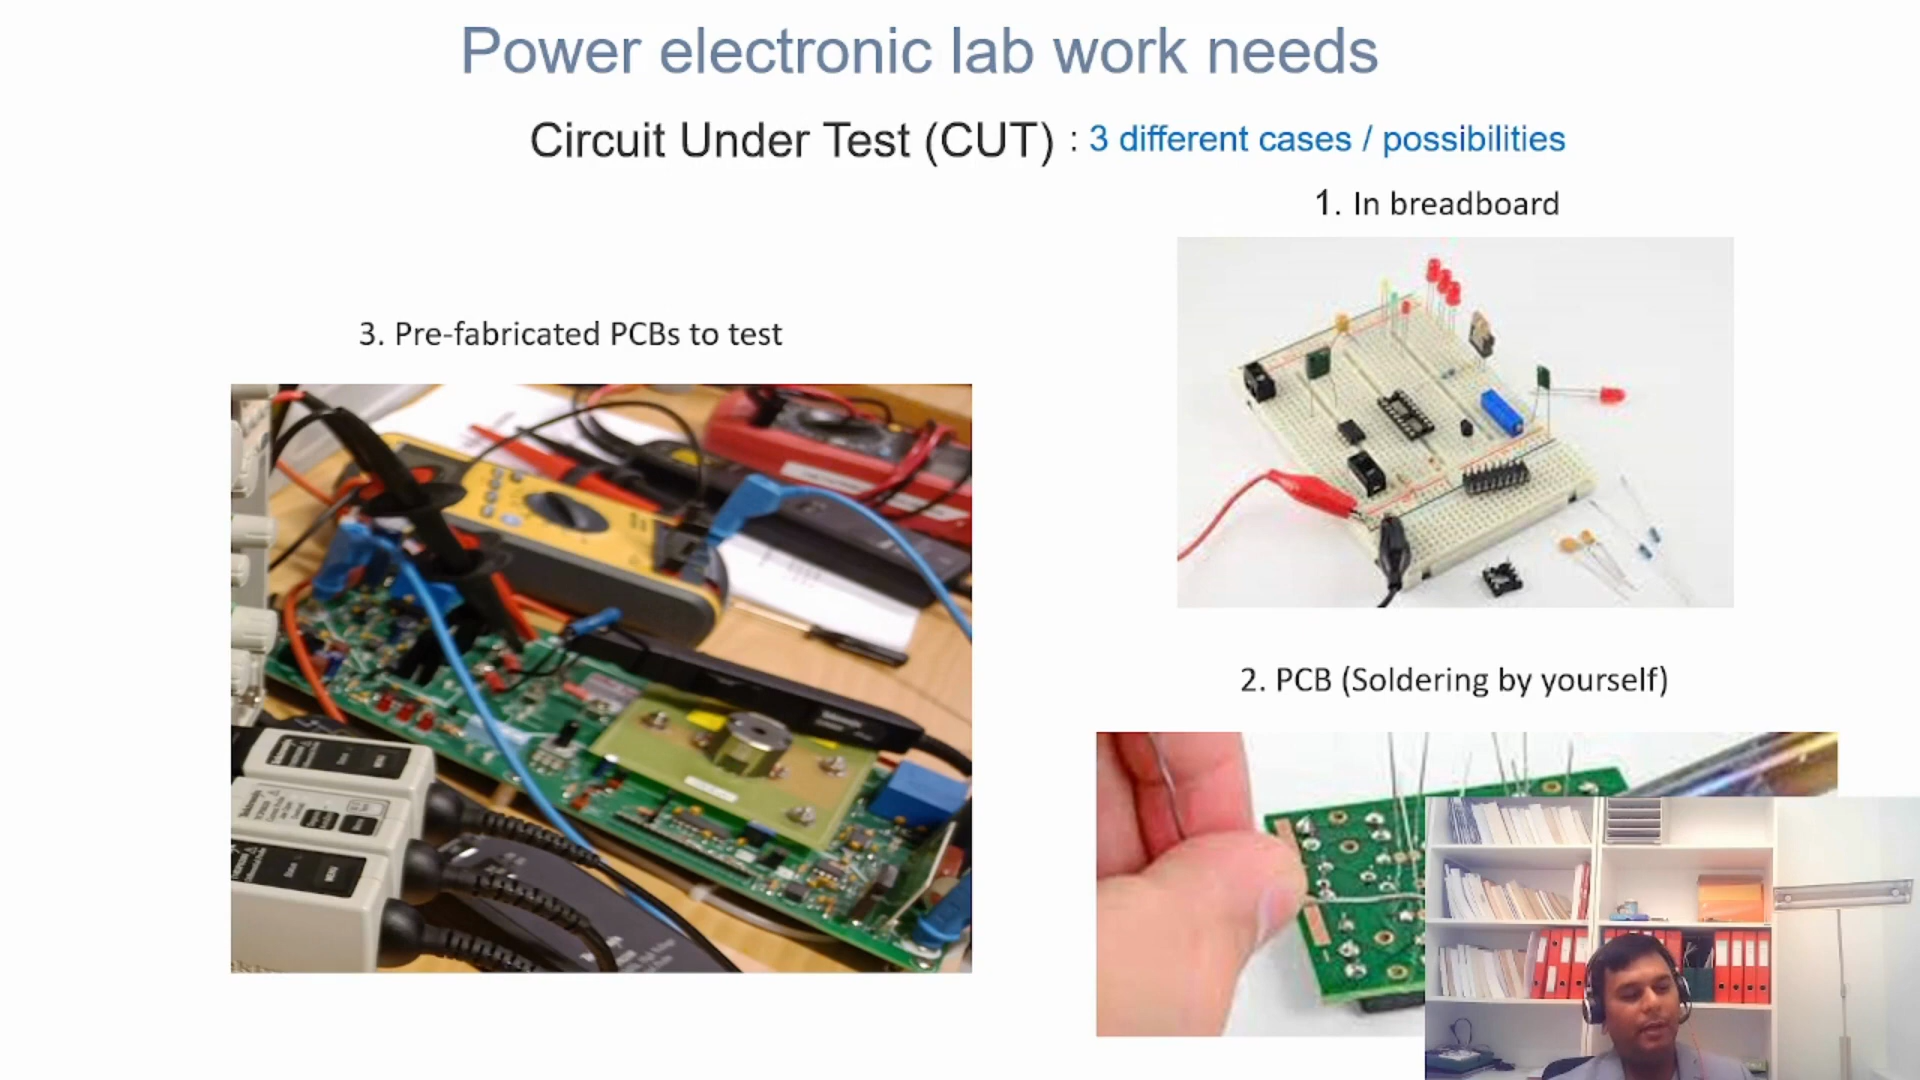 Power electronic lab work needs
Circuit Under Test (CUT) : 3 different cases / possibilities
1. In breadboard
3. Pre-fabricated PCBs to test
2. PCB (Soldering by yourself)